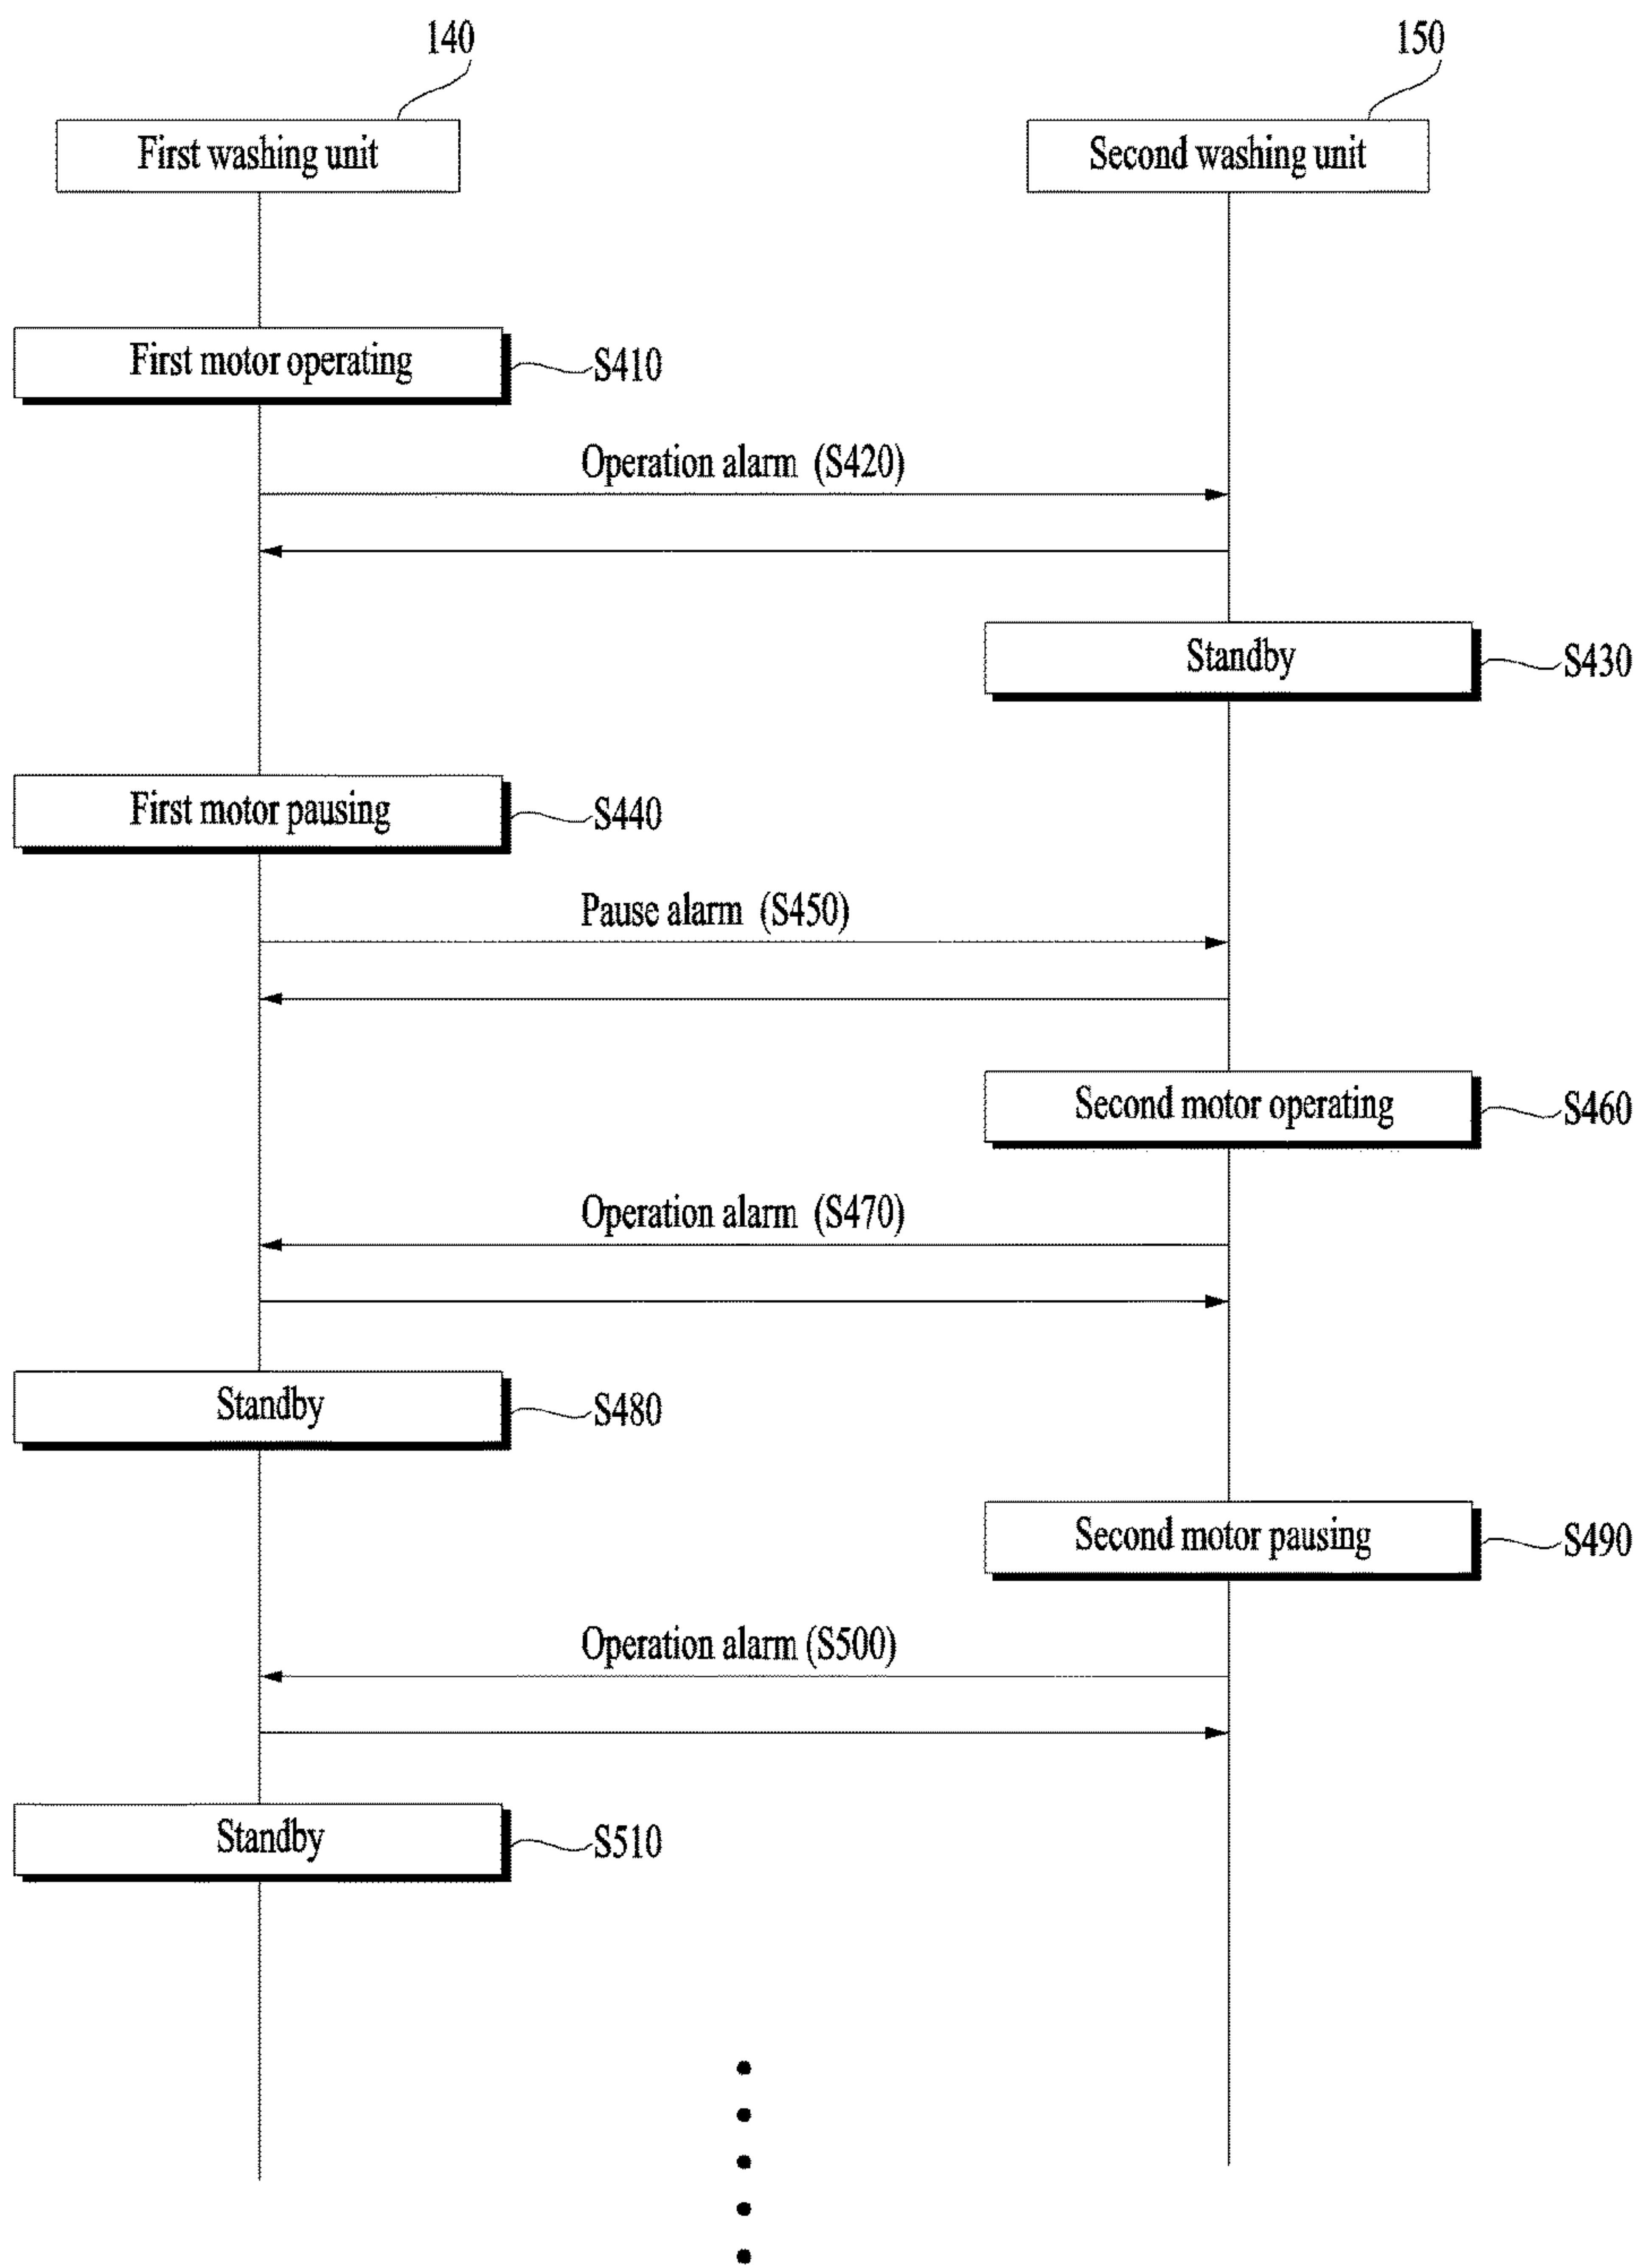 140
150
First washing unit
Second washing unit
First motor operating
S410
Operation alarm (S420)
Standby
S430
First motor pausing
S440
Pause alarm (S450)
Second motor operating
S460
Operation alarm (S470)
Standby
S480
Second motor pausing
S490
Operation alarm (S500)
Standby
S510